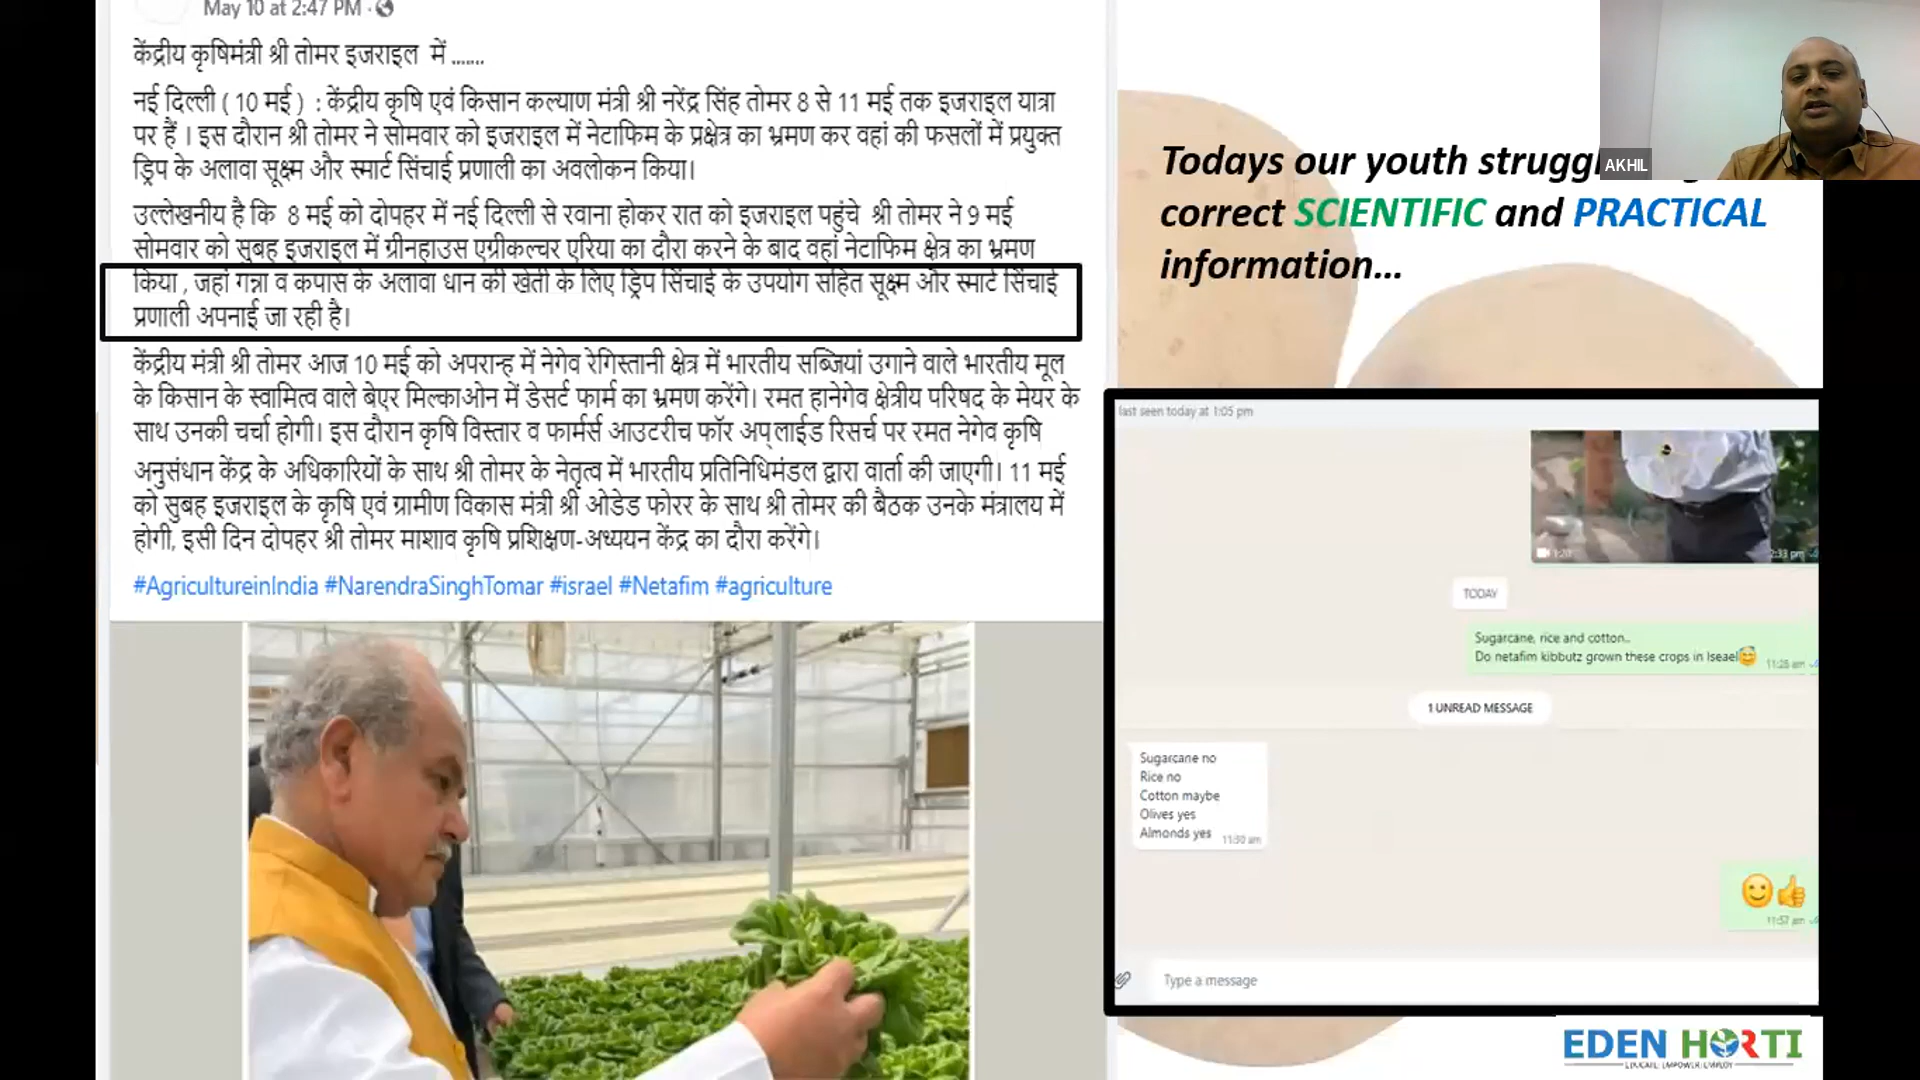 May 10 at 2:47 PM ·
केंद्रीय कृषिमंत्री श्री तोमर इजराइल में .......
नई दिल्ली ( 10 मई ) : केंद्रीय कृषि एवं किसान कल्याण मंत्री श्री नरेंद्र सिंह तोमर 8 से 11 मई तक इजराइल यात्रा
पर हैं । इस दौरान श्री तोमर ने सोमवार को इजराइल में नेटाफिम के प्रक्षेत्र का भ्रमण कर वहां की फसलों में प्रयुक्त
ड्रिप के अलावा सूक्ष्म और स्मार्ट सिंचाई प्रणाली का अवलोकन किया।
उल्लेखनीय है कि 8 मई को दोपहर में नई दिल्ली से रवाना होकर रात को इजराइल पहुंचे श्री तोमर ने 9 मई
सोमवार को सुबह इजराइल में ग्रीनहाउस एग्रीकल्चर एरिया का दौरा करने के बाद वहां नेटाफिम क्षेत्र का भ्रमण
किया , जहां गन्ना व कपास के अलावा धान की खेती के लिए ड्रिप सिंचाई के उपयोग सहित सूक्ष्म और स्मार्ट सिंचाई
प्रणाली अपनाई जा रही है।
केंद्रीय मंत्री श्री तोमर आज 10 मई को अपरान्ह में नेगेव रेगिस्तानी क्षेत्र में भारतीय सब्जियां उगाने वाले भारतीय मूल
के किसान के स्वामित्व वाले बेएर मिल्काओन में डेसर्ट फार्म का भ्रमण करेंगे। रमत हानेगेव क्षेत्रीय परिषद के मेयर के
साथ उनकी चर्चा होगी। इस दौरान कृषि विस्तार व फार्मर्स आउटरीच फॉर अप्लाईड रिसर्च पर रमत नेगेव कृषि
अनुसंधान केंद्र के अधिकारियों के साथ श्री तोमर के नेतृत्व में भारतीय प्रतिनिधिमंडल द्वारा वार्ता की जाएगी। 11 मई
को सुबह इजराइल के कृषि एवं ग्रामीण विकास मंत्री श्री ओडेड फोरर के साथ श्री तोमर की बैठक उनके मंत्रालय में
होगी, इसी दिन दोपहर श्री तोमर माशाव कृषि प्रशिक्षण-अध्ययन केंद्र का दौरा करेंगे।
#AgricultureinIndia #NarendraSinghTomar #israel #Netafim #agriculture
Todays our youth
correct SCIENTIFIC and PRACTICAL
information...
AKHIL
last seen today at 1:05 pm
1:20
2:33 pm
TODAY
Sugarcane, rice and cotton..
Do netafim kibbutz grown these crops in Iseael
11:28 am
1 UNREAD MESSAGE
Sugarcane no
Rice no
Cotton maybe
Olives yes
Almonds yes
11:50 am
11:57 am
Type a message
EDEN HORTI
EDUCATE, EMPOWER, EMPLOY